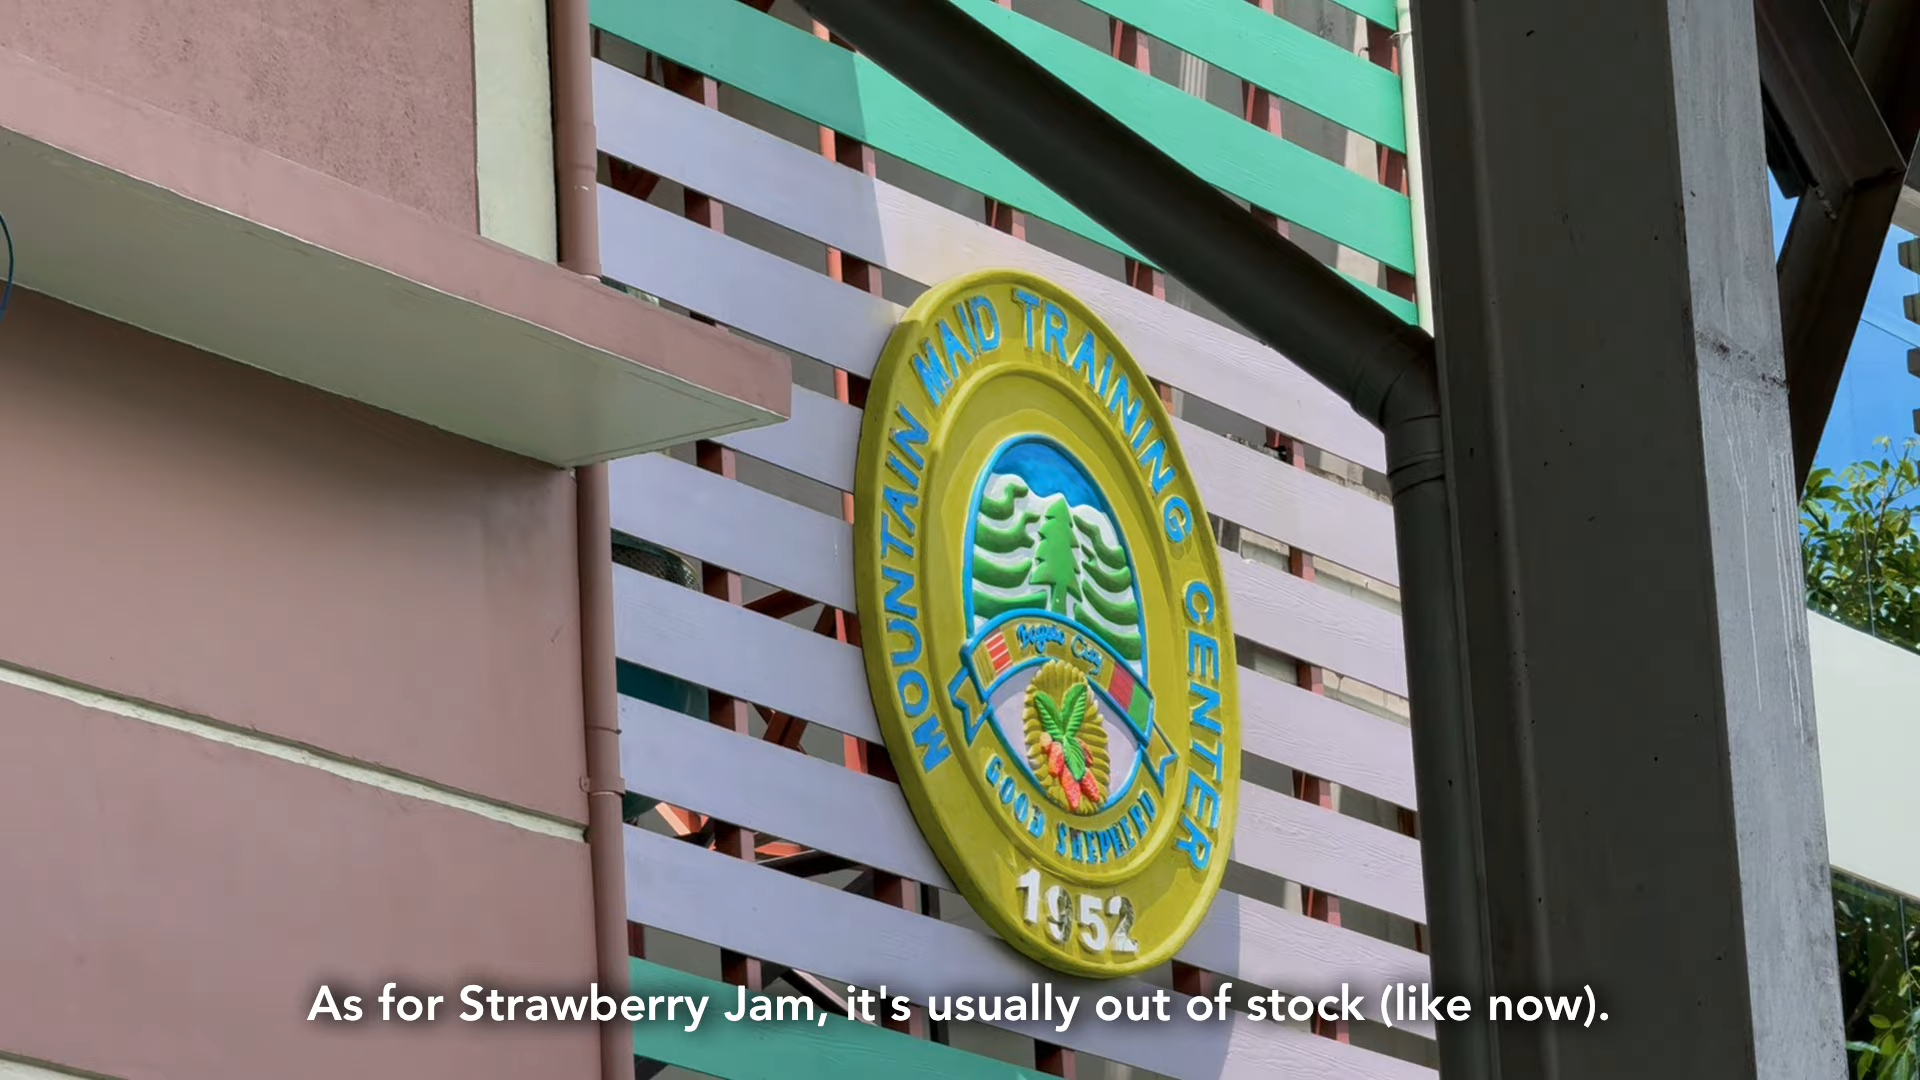 MOUNTAIN MAID TRAINING CENTER
Baguio City
GOOD SHEPHERD
1952
As for Strawberry Jam, it's usually out of stock (like now).